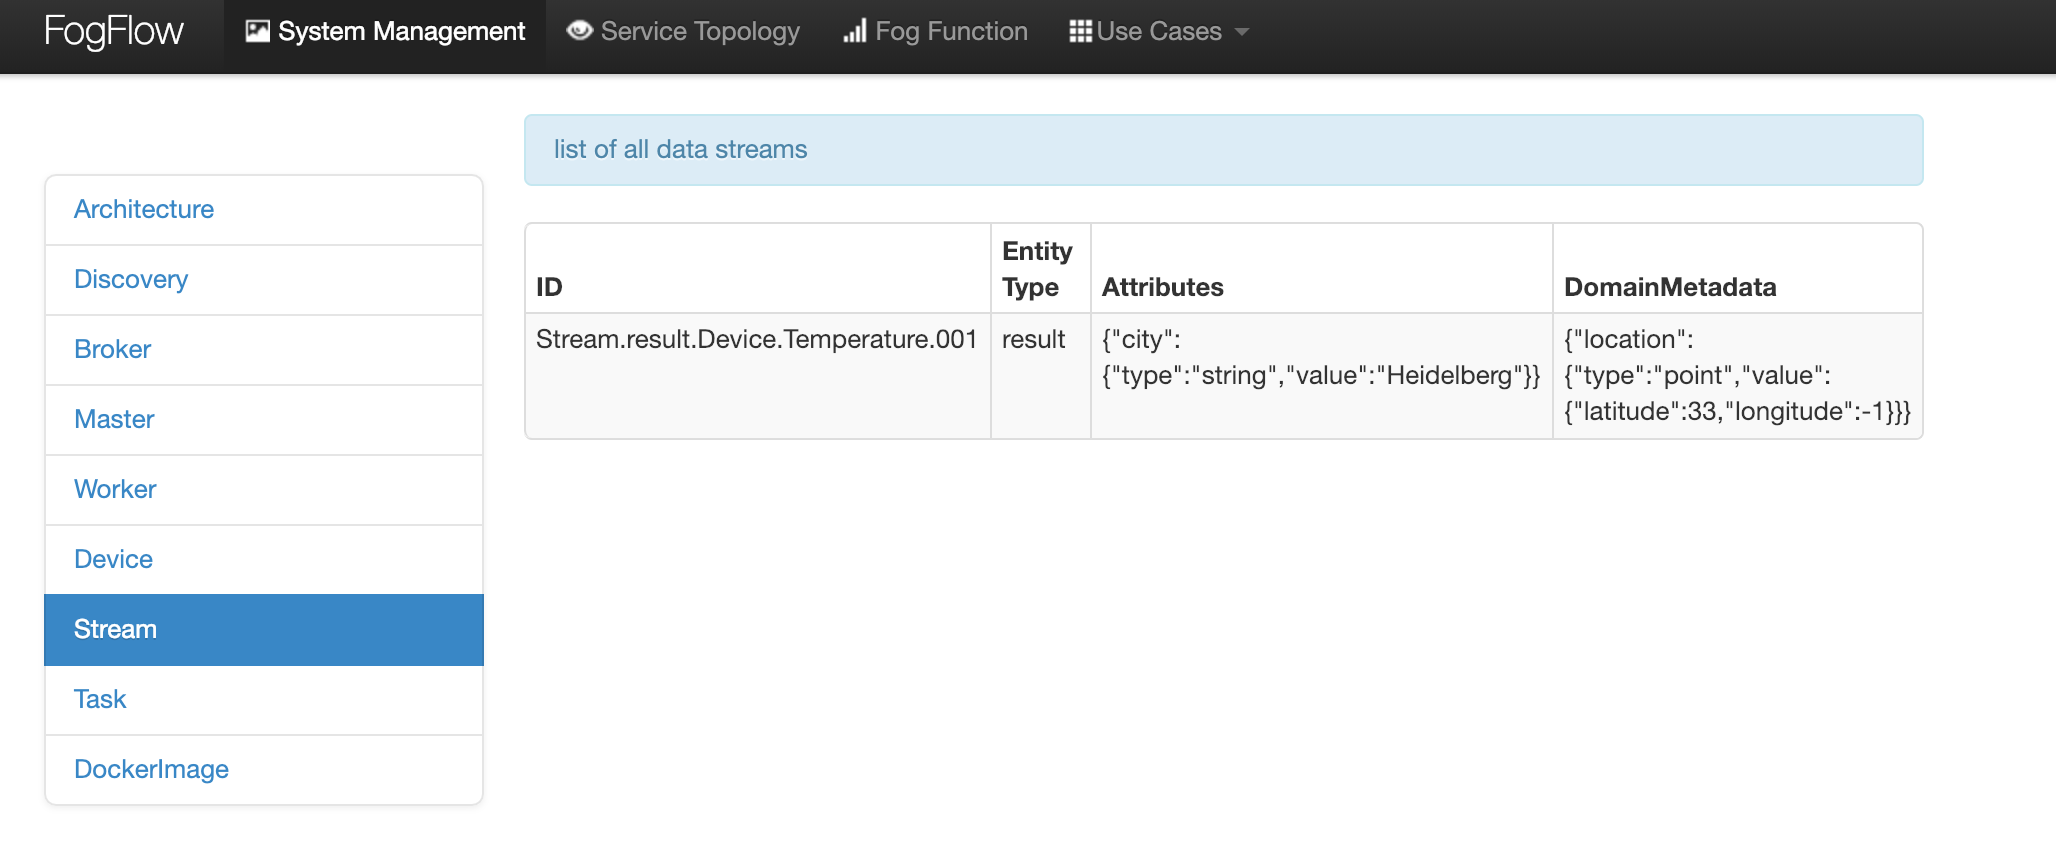 FogFlow System Management Service Topology Fog Function Use Cases
list of all data streams
Architecture
Discovery
Broker
Master
Worker
Device
Stream
Task
DockerImage
ID Entity Type Attributes DomainMetadata
Stream.result.Device.Temperature.001 result {"city": {"location":
{"type":"string","value":"Heidelberg"}} {"type":"point","value":
{"latitude":33,"longitude":-1}}}